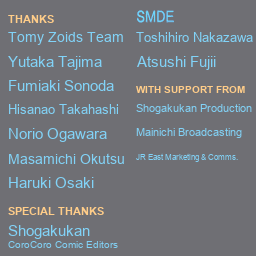 THANKS
Tomy Zoids Team
Yutaka Tajima
Fumiaki Sonoda
Hisanao Takahashi
Norio Ogawara
Masamichi Okutsu
Haruki Osaki
SPECIAL THANKS
Shogakukan
CoroCoro Comic Editors
SMDE
Toshihiro Nakazawa
Atsushi Fujii
WITH SUPPORT FROM
Shogakukan Production
Mainichi Broadcasting
JR East Marketing & Comms.